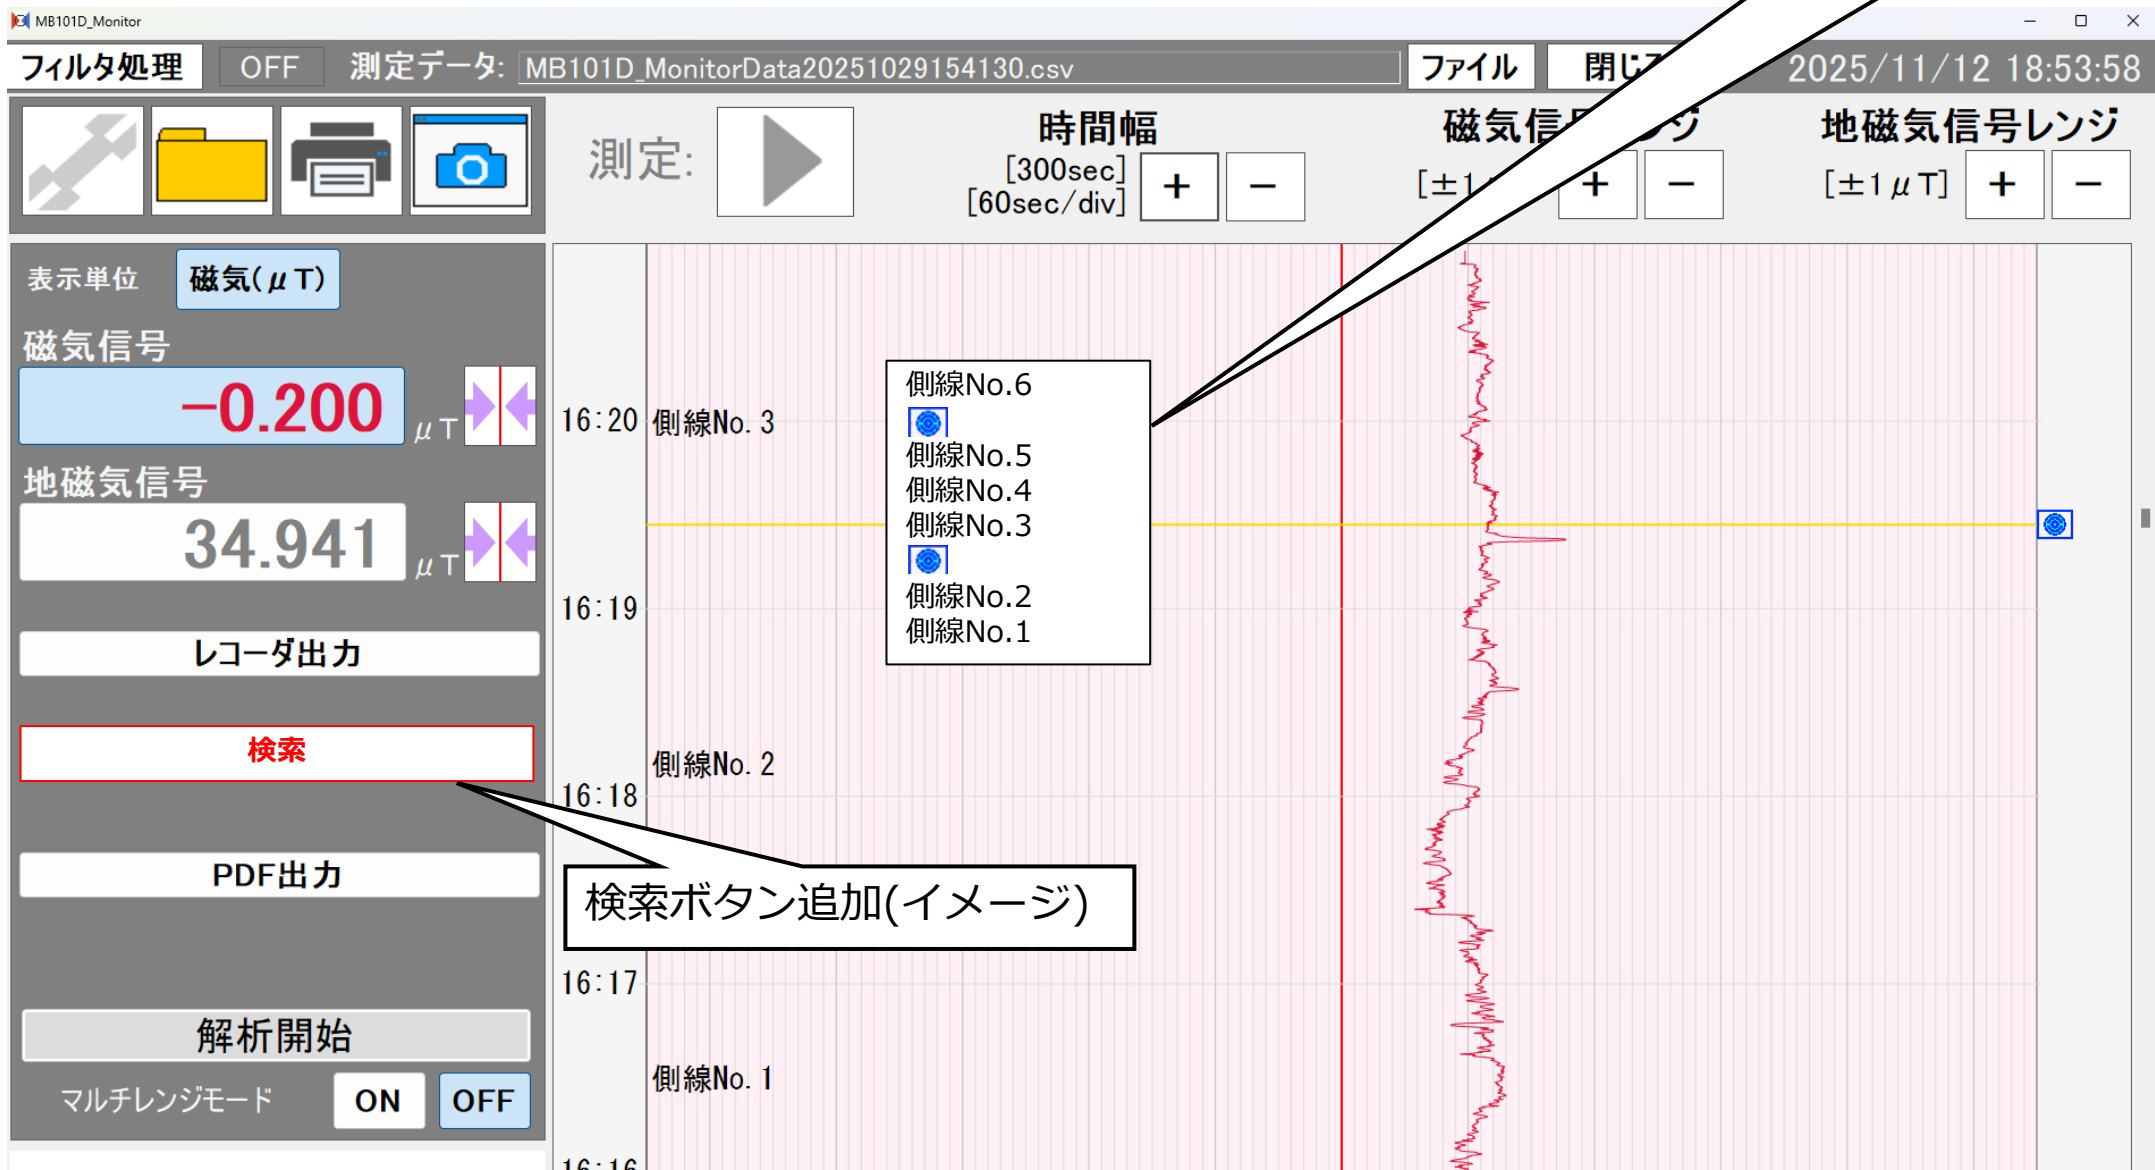 MB101D_Monitor
フィルタ処理 OFF 測定データ: MB101D_MonitorData20251029154130.csv ファイル 2025/11/12 18:53:58
測定:
時間幅
[300sec]
[60sec/div]
+ −
地磁気信号レンジ
[±1μT] + −
表示単位 磁気(μT)
磁気信号
−0.200 μT
地磁気信号
34.941 μT
レコーダ出力
検索
PDF出力
解析開始
マルチレンジモード ON OFF
16:20 側線No. 3
16:19
側線No. 2
16:18
16:17
側線No. 1
側線No.6
側線No.5
側線No.4
側線No.3
側線No.2
側線No.1
検索ボタン追加(イメージ)